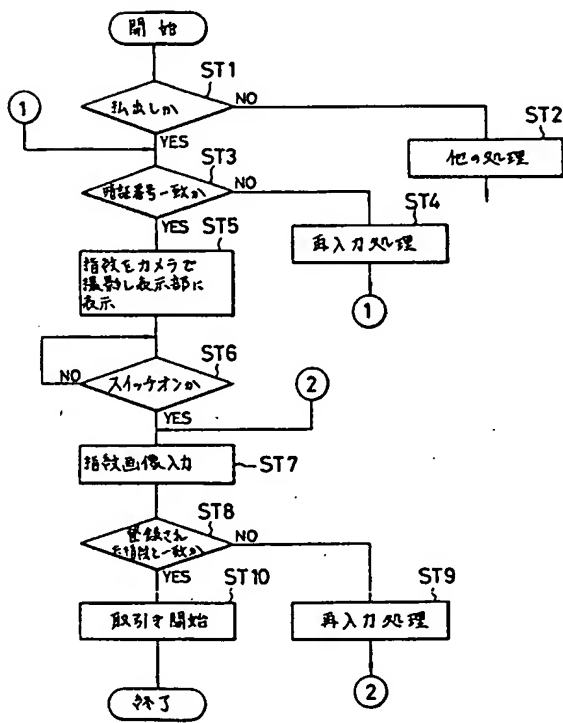 開始
ST1
払出しか
NO
YES
①
ST2
他の処理
ST3
暗証番号一致か
NO
YES
ST4
再入力処理
①
ST5
指紋をカメラで
撮影し表示部に
表示
ST6
スイッチオンか
NO
YES
②
指紋画像入力
ST7
ST8
登録され
た指紋と一致か
NO
YES
ST9
再入力処理
②
ST10
取引き開始
終了